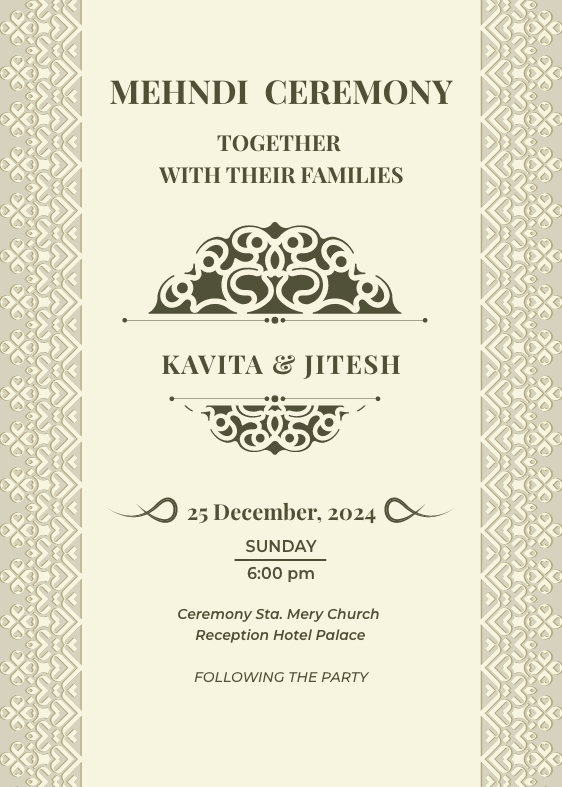 MEHNDI CEREMONY
TOGETHER
WITH THEIR FAMILIES
KAVITA & JITESH
25 December, 2024
SUNDAY
6:00 pm
Ceremony Sta. Mery Church
Reception Hotel Palace
FOLLOWING THE PARTY